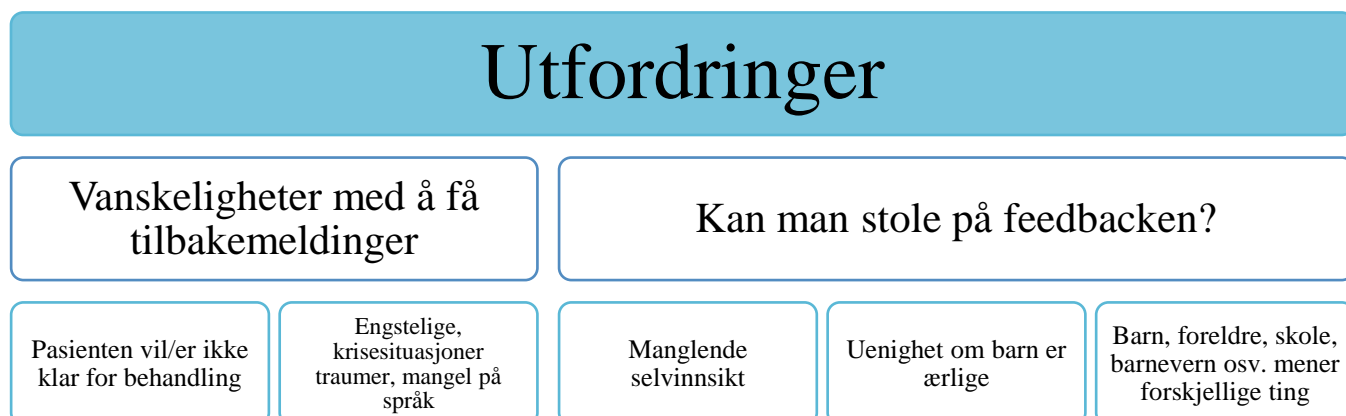 Utfordringer
Vanskeligheter med å få
tilbakemeldinger
Kan man stole på feedbacken?
Pasienten vil/er ikke
klar for behandling
Engstelige,
krisesituasjoner
traumer, mangel på
språk
Manglende
selvinnsikt
Uenighet om barn er
ærlige
Barn, foreldre, skole,
barnevern osv. mener
forskjellige ting